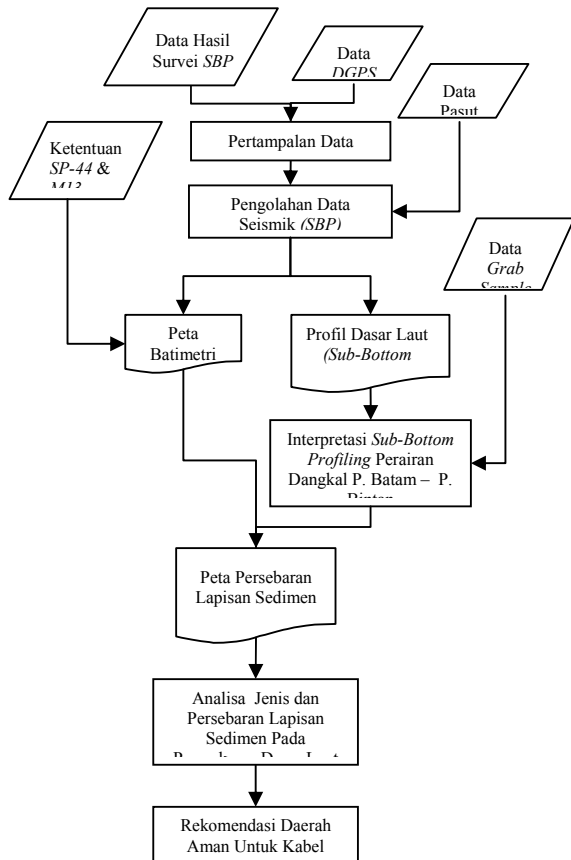 Data Hasil
Survei SBP
Data
DGPS
Data
Pasut
Ketentuan
SP-44 &
Pertampalan Data
Pengolahan Data
Seismik (SBP)
Data
Grab
Sample
Peta
Batimetri
Profil Dasar Laut
(Sub-Bottom
Interpretasi Sub-Bottom
Profiling Perairan
Dangkal P. Batam – P.
Bintan
Peta Persebaran
Lapisan Sedimen
Analisa Jenis dan
Persebaran Lapisan
Sedimen Pada
Rekomendasi Daerah
Aman Untuk Kabel